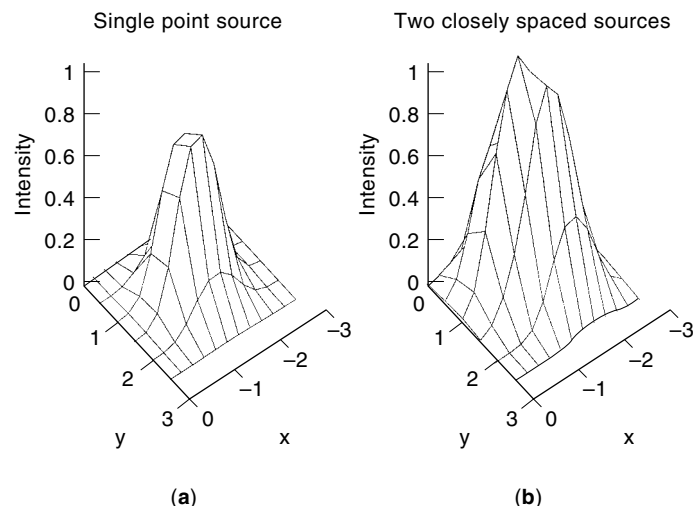 Single point source
Two closely spaced sources
Intensity
1
0.8
0.6
0.4
0.2
0
0
1
2
3
y
0
−1
−2
−3
x
(a)
Intensity
1
0.8
0.6
0.4
0.2
0
0
1
2
3
y
0
−1
−2
−3
x
(b)